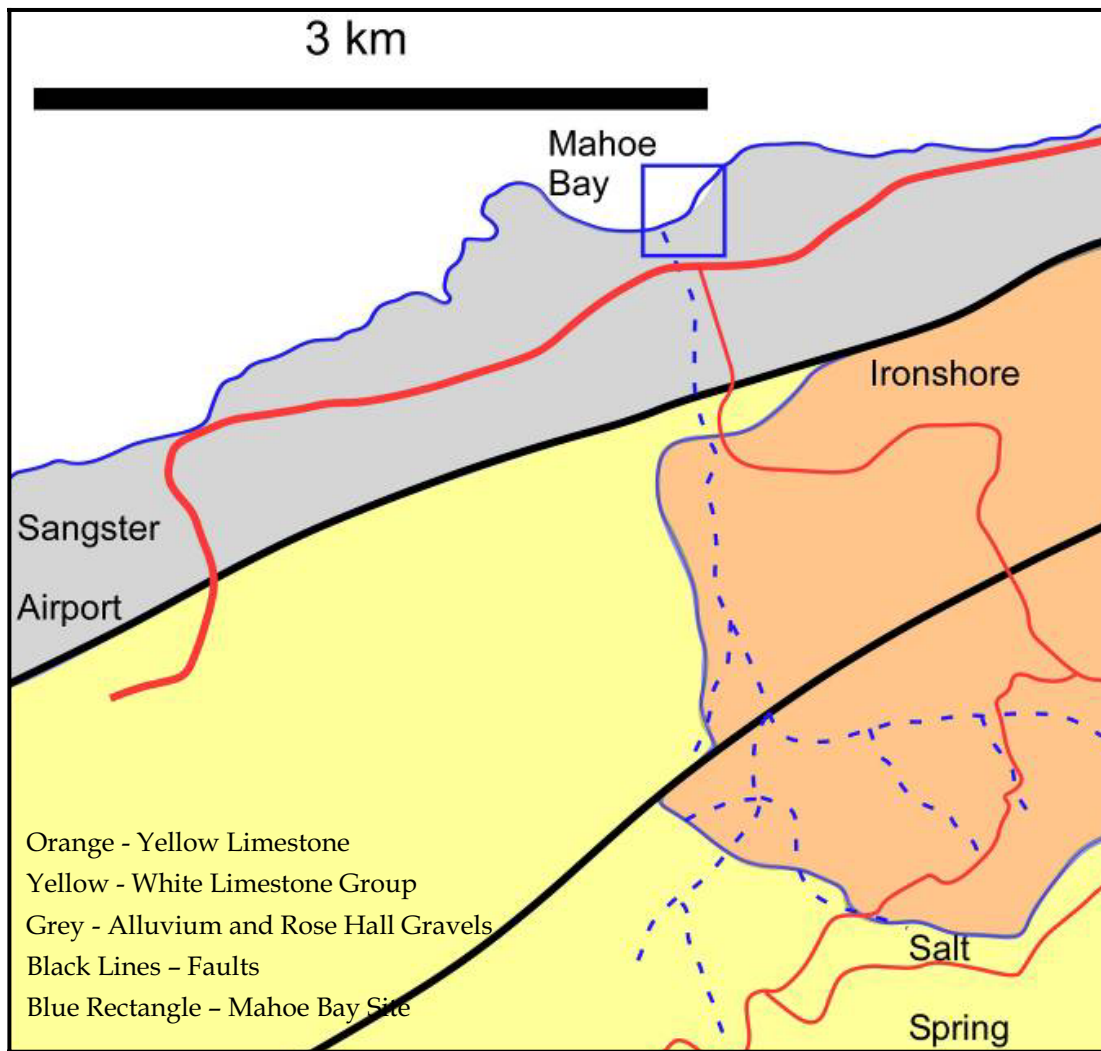 3 km
Mahoe
Bay
Ironshore
Sangster
Airport
Orange - Yellow Limestone
Yellow - White Limestone Group
Grey - Alluvium and Rose Hall Gravels
Black Lines – Faults
Blue Rectangle – Mahoe Bay Site
Salt
Spring